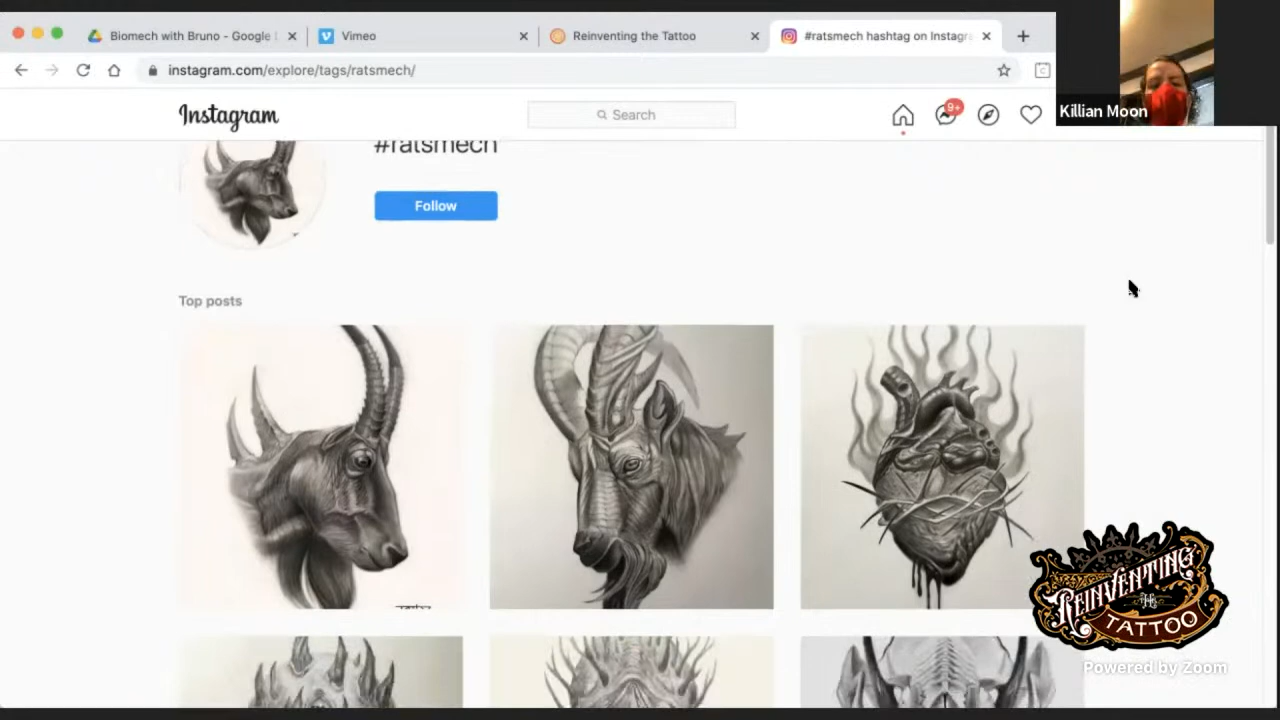 Biomech with Bruno - Google
Vimeo
Reinventing the Tattoo
#ratsmech hashtag on Instagra
instagram.com/explore/tags/ratsmech/
Killian Moon
Instagram
Search
9+
#ratsmech
Follow
Top posts
REINVENTING
THE
TATTOO
Powered by Zoom